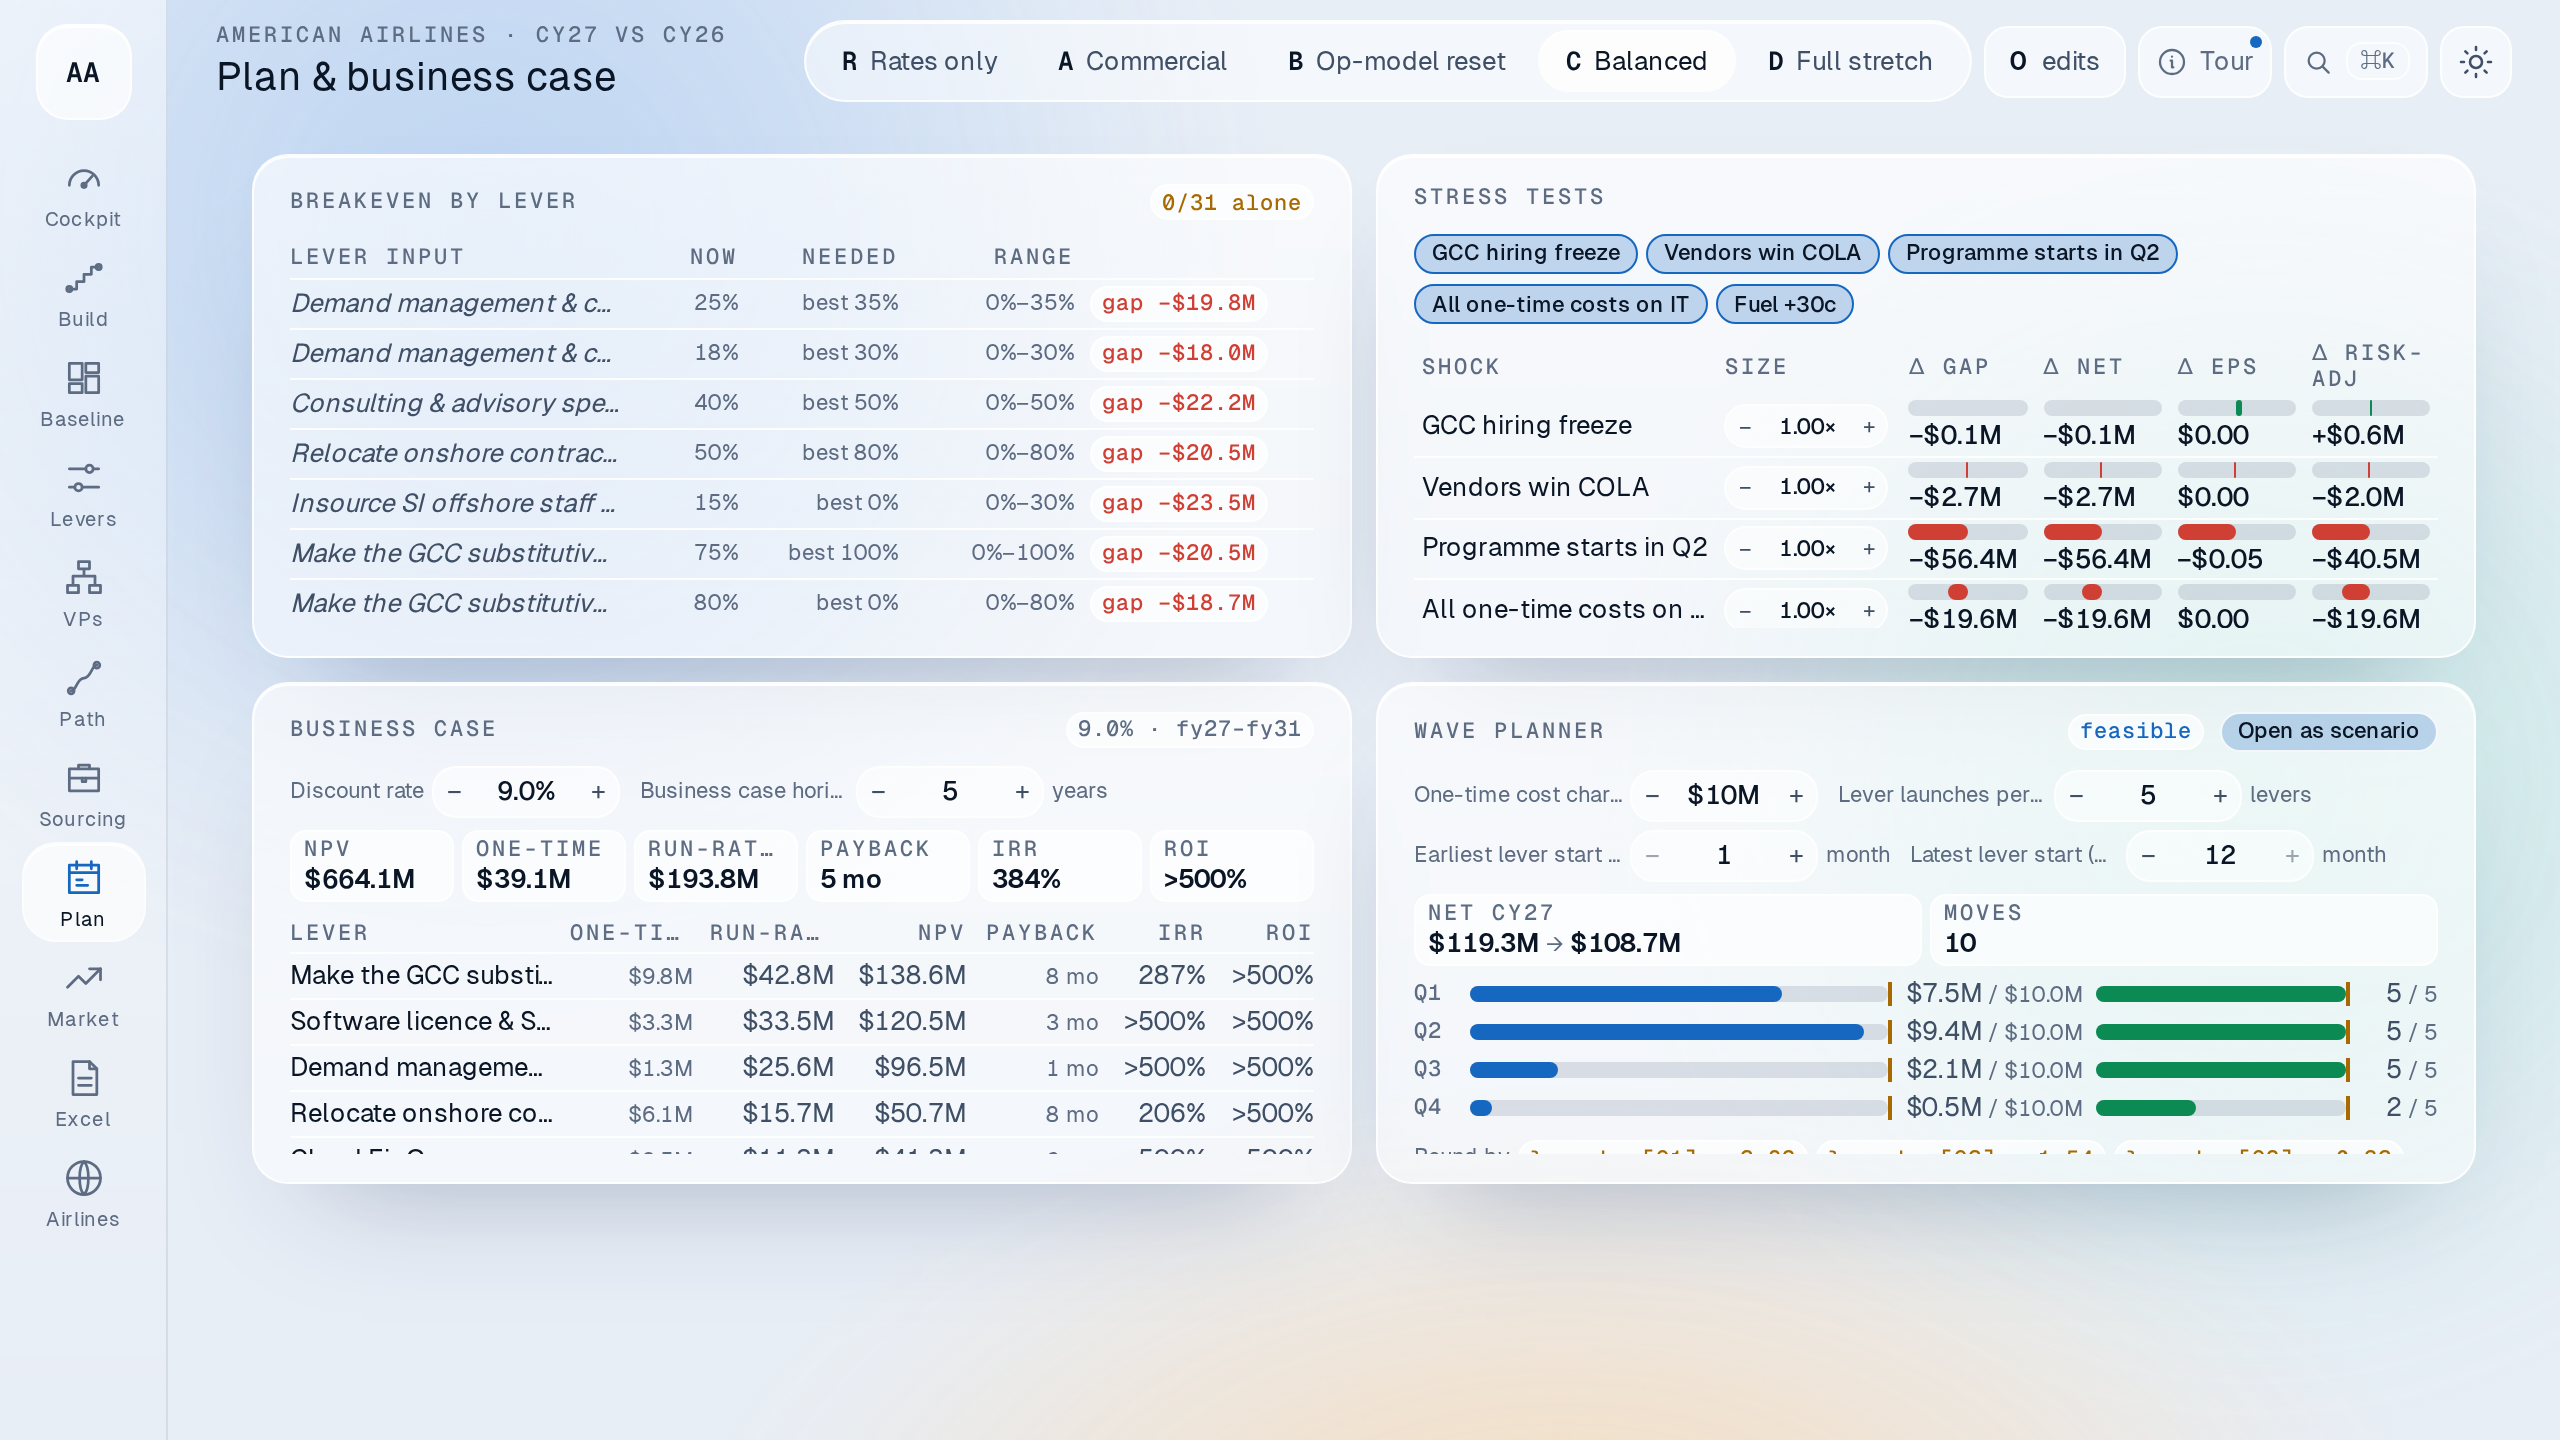 AA
AMERICAN AIRLINES · CY27 VS CY26
Plan & business case
R Rates only
A Commercial
B Op-model reset
C Balanced
D Full stretch
0 edits
Tour
⌘K
Cockpit
Build
Baseline
Levers
VPs
Path
Sourcing
Plan
Market
Excel
Airlines
BREAKEVEN BY LEVER
0/31 alone
LEVER INPUT NOW NEEDED RANGE
Demand management & c… 25% best 35% 0%–35% gap −$19.8M
Demand management & c… 18% best 30% 0%–30% gap −$18.0M
Consulting & advisory spe… 40% best 50% 0%–50% gap −$22.2M
Relocate onshore contrac… 50% best 80% 0%–80% gap −$20.5M
Insource SI offshore staff … 15% best 0% 0%–30% gap −$23.5M
Make the GCC substitutiv… 75% best 100% 0%–100% gap −$20.5M
Make the GCC substitutiv… 80% best 0% 0%–80% gap −$18.7M
STRESS TESTS
GCC hiring freeze Vendors win COLA Programme starts in Q2
All one-time costs on IT Fuel +30c
SHOCK SIZE Δ GAP Δ NET Δ EPS Δ RISK-
ADJ
GCC hiring freeze − 1.00× + −$0.1M −$0.1M $0.00 +$0.6M
Vendors win COLA − 1.00× + −$2.7M −$2.7M $0.00 −$2.0M
Programme starts in Q2 − 1.00× + −$56.4M −$56.4M −$0.05 −$40.5M
All one-time costs on … − 1.00× + −$19.6M −$19.6M $0.00 −$19.6M
BUSINESS CASE
9.0% · fy27–fy31
Discount rate − 9.0% + Business case hori… − 5 + years
NPV ONE-TIME RUN-RAT… PAYBACK IRR ROI
$664.1M $39.1M $193.8M 5 mo 384% >500%
LEVER ONE-TI… RUN-RA… NPV PAYBACK IRR ROI
Make the GCC substi… $9.8M $42.8M $138.6M 8 mo 287% >500%
Software licence & S… $3.3M $33.5M $120.5M 3 mo >500% >500%
Demand manageme… $1.3M $25.6M $96.5M 1 mo >500% >500%
Relocate onshore co… $6.1M $15.7M $50.7M 8 mo 206% >500%
WAVE PLANNER
feasible
Open as scenario
One-time cost char… − $10M + Lever launches per… − 5 + levers
Earliest lever start … − 1 + month Latest lever start (… − 12 + month
NET CY27 MOVES
$119.3M → $108.7M 10
Q1 $7.5M / $10.0M 5 / 5
Q2 $9.4M / $10.0M 5 / 5
Q3 $2.1M / $10.0M 5 / 5
Q4 $0.5M / $10.0M 2 / 5